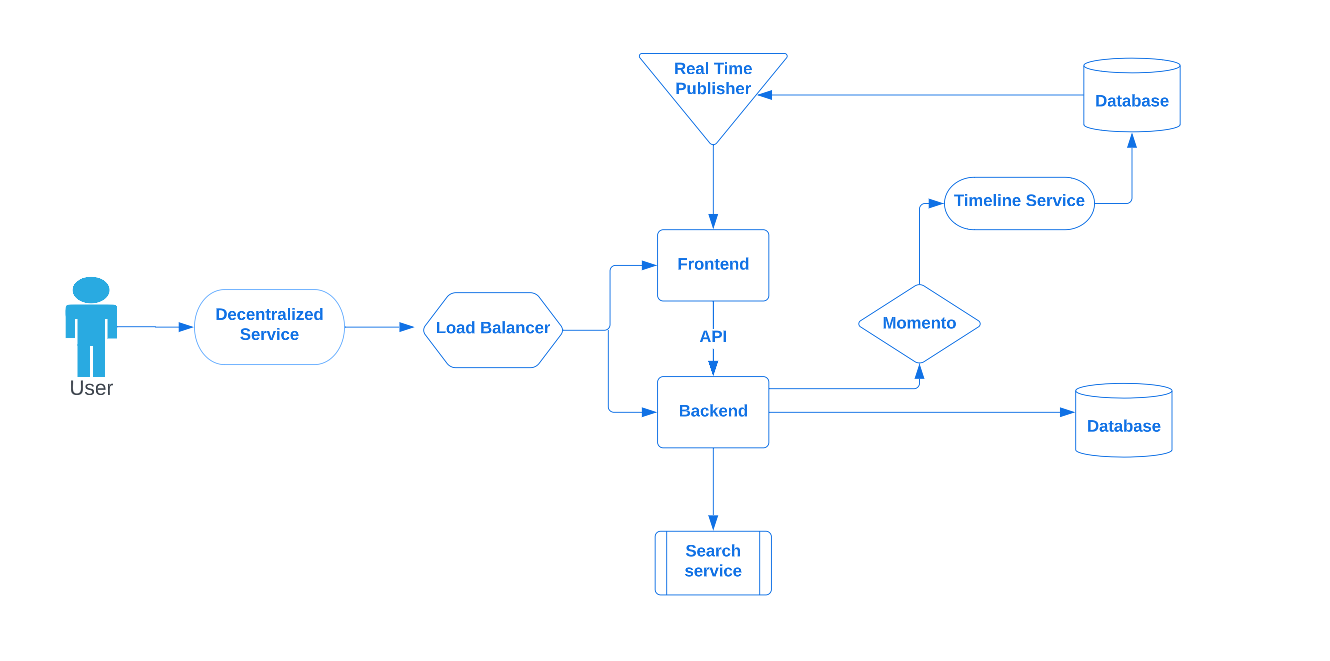 Real Time
Publisher
Database
Timeline Service
Frontend
Decentralized
Service
Load Balancer
Momento
API
User
Backend
Database
Search
service